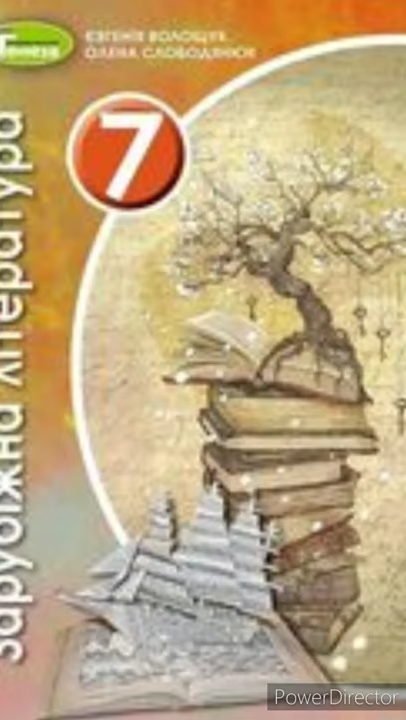 Генеза
ЄВГЕНІЯ ВОЛОЩУК
ОЛЕНА СЛОБОДЯНЮК
7
зарубіжна література
PowerDirector